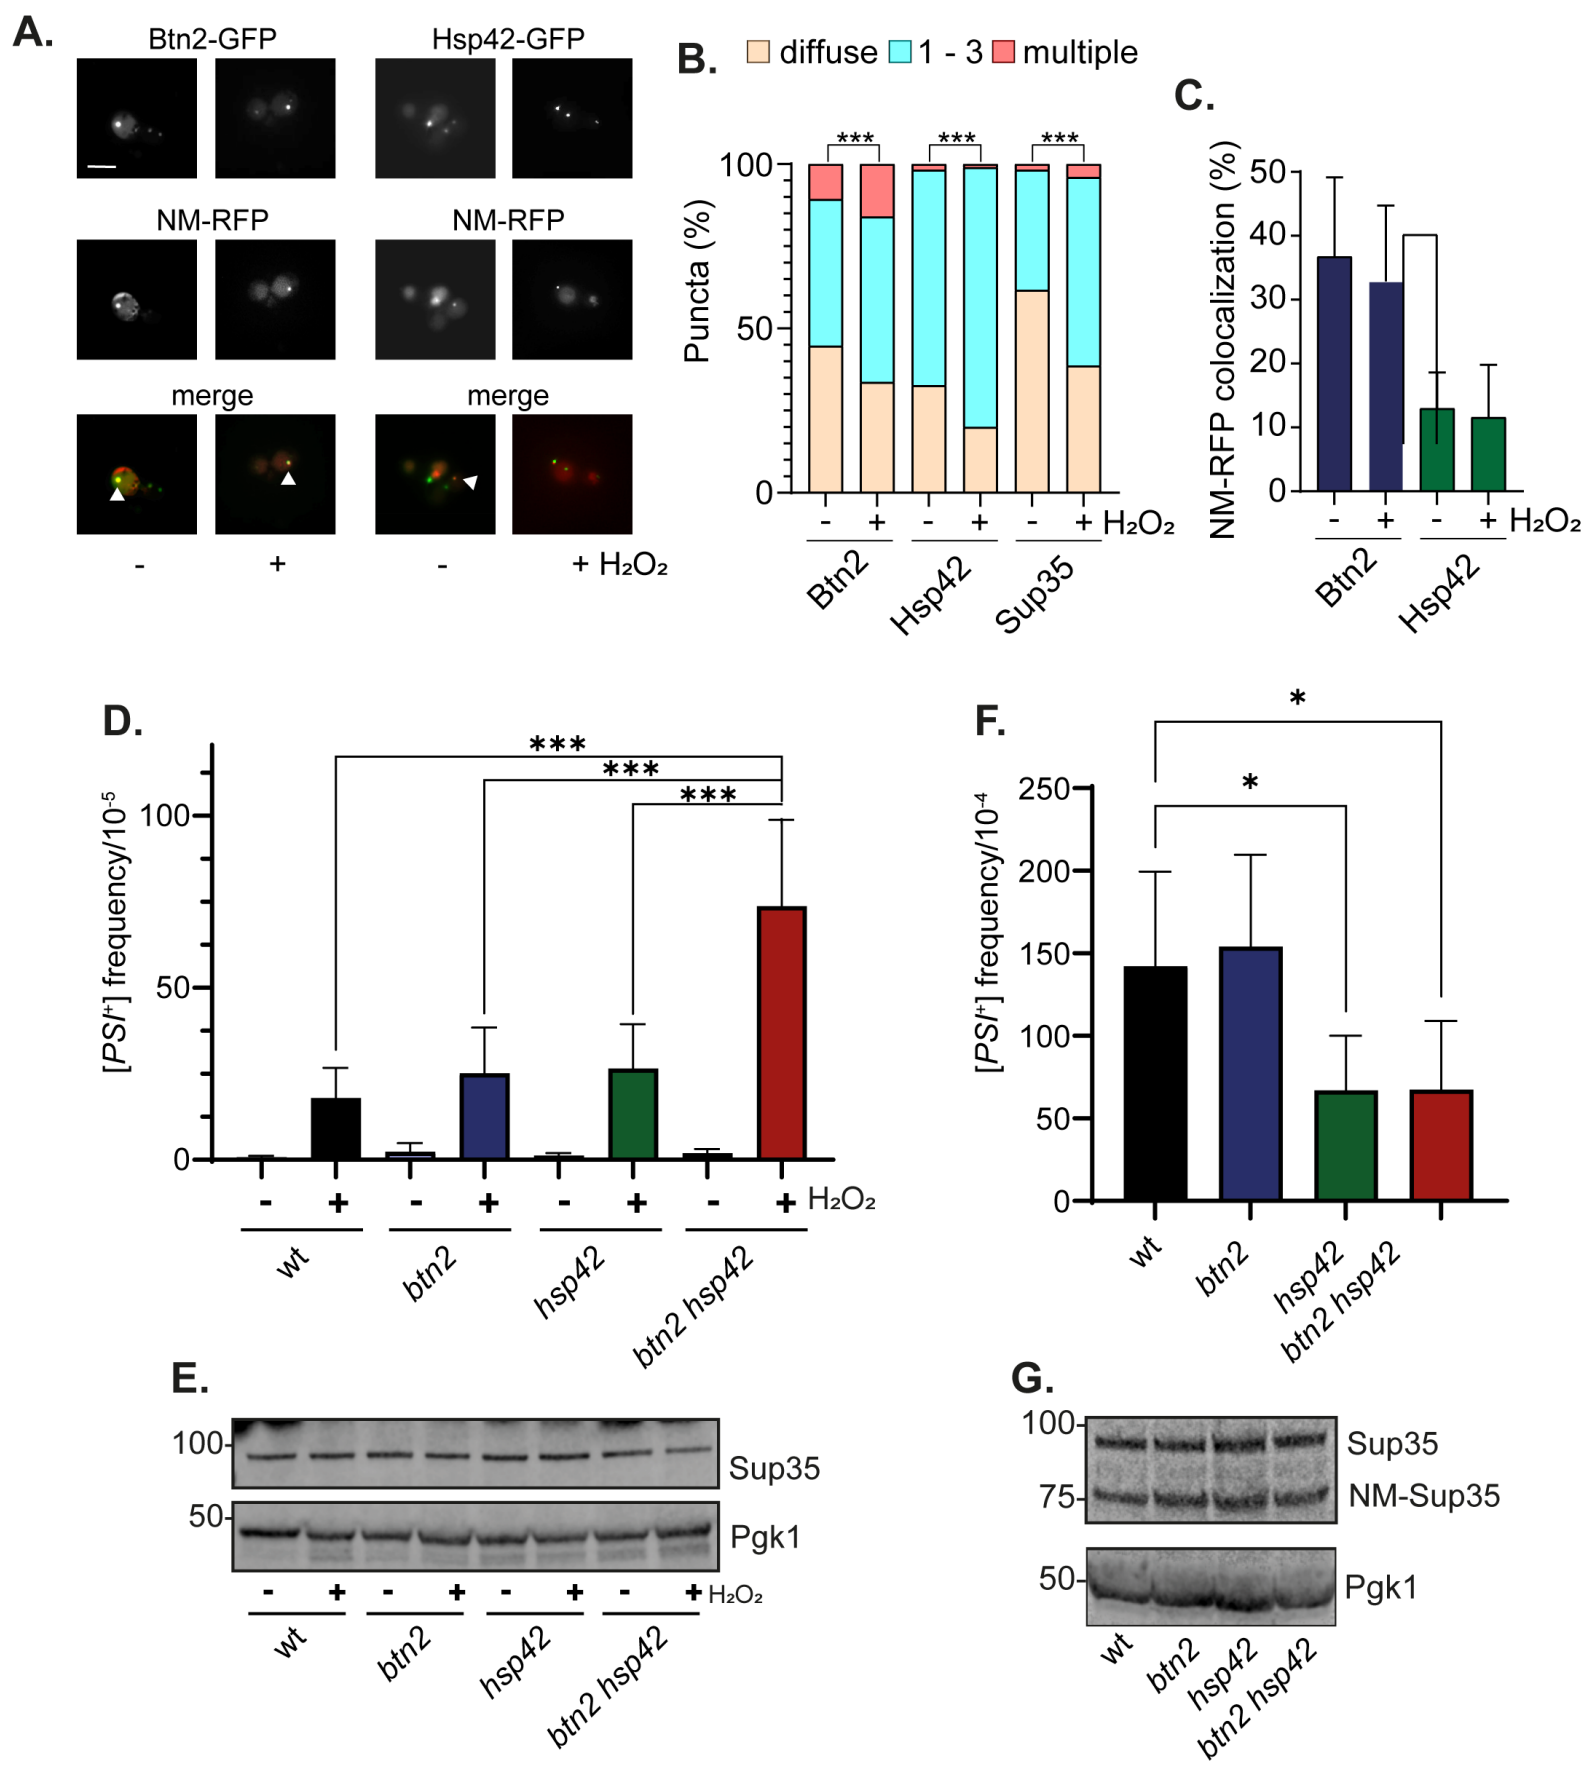 A.
Btn2-GFP
Hsp42-GFP
NM-RFP
NM-RFP
merge
merge
- + - + H₂O₂
B.
diffuse 1 - 3 multiple
*** *** ***
Puncta (%)
100
50
0
- + - + - + H₂O₂
Btn2 Hsp42 Sup35
C.
NM-RFP colocalization (%)
50
40
30
20
10
0
- + - + H₂O₂
Btn2 Hsp42
D.
***
***
***
[PSI⁺] frequency/10⁻⁵
100
50
0
- + - + - + - + H₂O₂
wt btn2 hsp42 btn2 hsp42
F.
*
*
[PSI⁺] frequency/10⁻⁴
250
200
150
100
50
0
wt btn2 hsp42 btn2 hsp42
E.
100
Sup35
50
Pgk1
- + - + - + - + H₂O₂
wt btn2 hsp42 btn2 hsp42
G.
100
Sup35
75
NM-Sup35
50
Pgk1
wt btn2 hsp42 btn2 hsp42